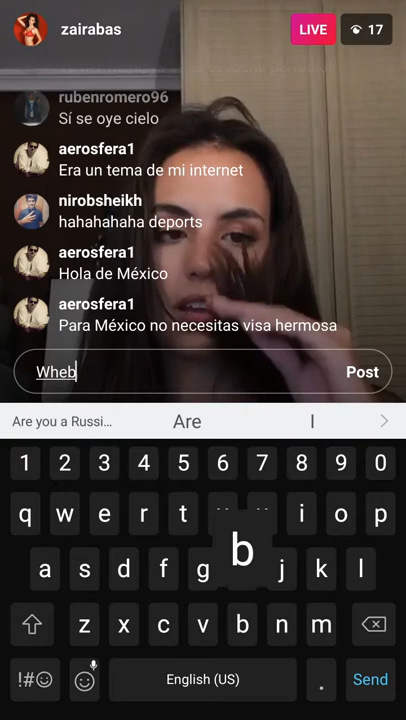 zairabas
LIVE
17
rubenromero96
Sí se oye cielo
aerosfera1
Era un tema de mi internet
nirobsheikh
hahahahaha deports
aerosfera1
Hola de México
aerosfera1
Para México no necesitas visa hermosa
Wheb
Post
Are you a Russi...
Are
I
1 2 3 4 5 6 7 8 9 0
q w e r t i o p
a s d f g b j k l
z x c v b n m
!#
English (US)
.
Send